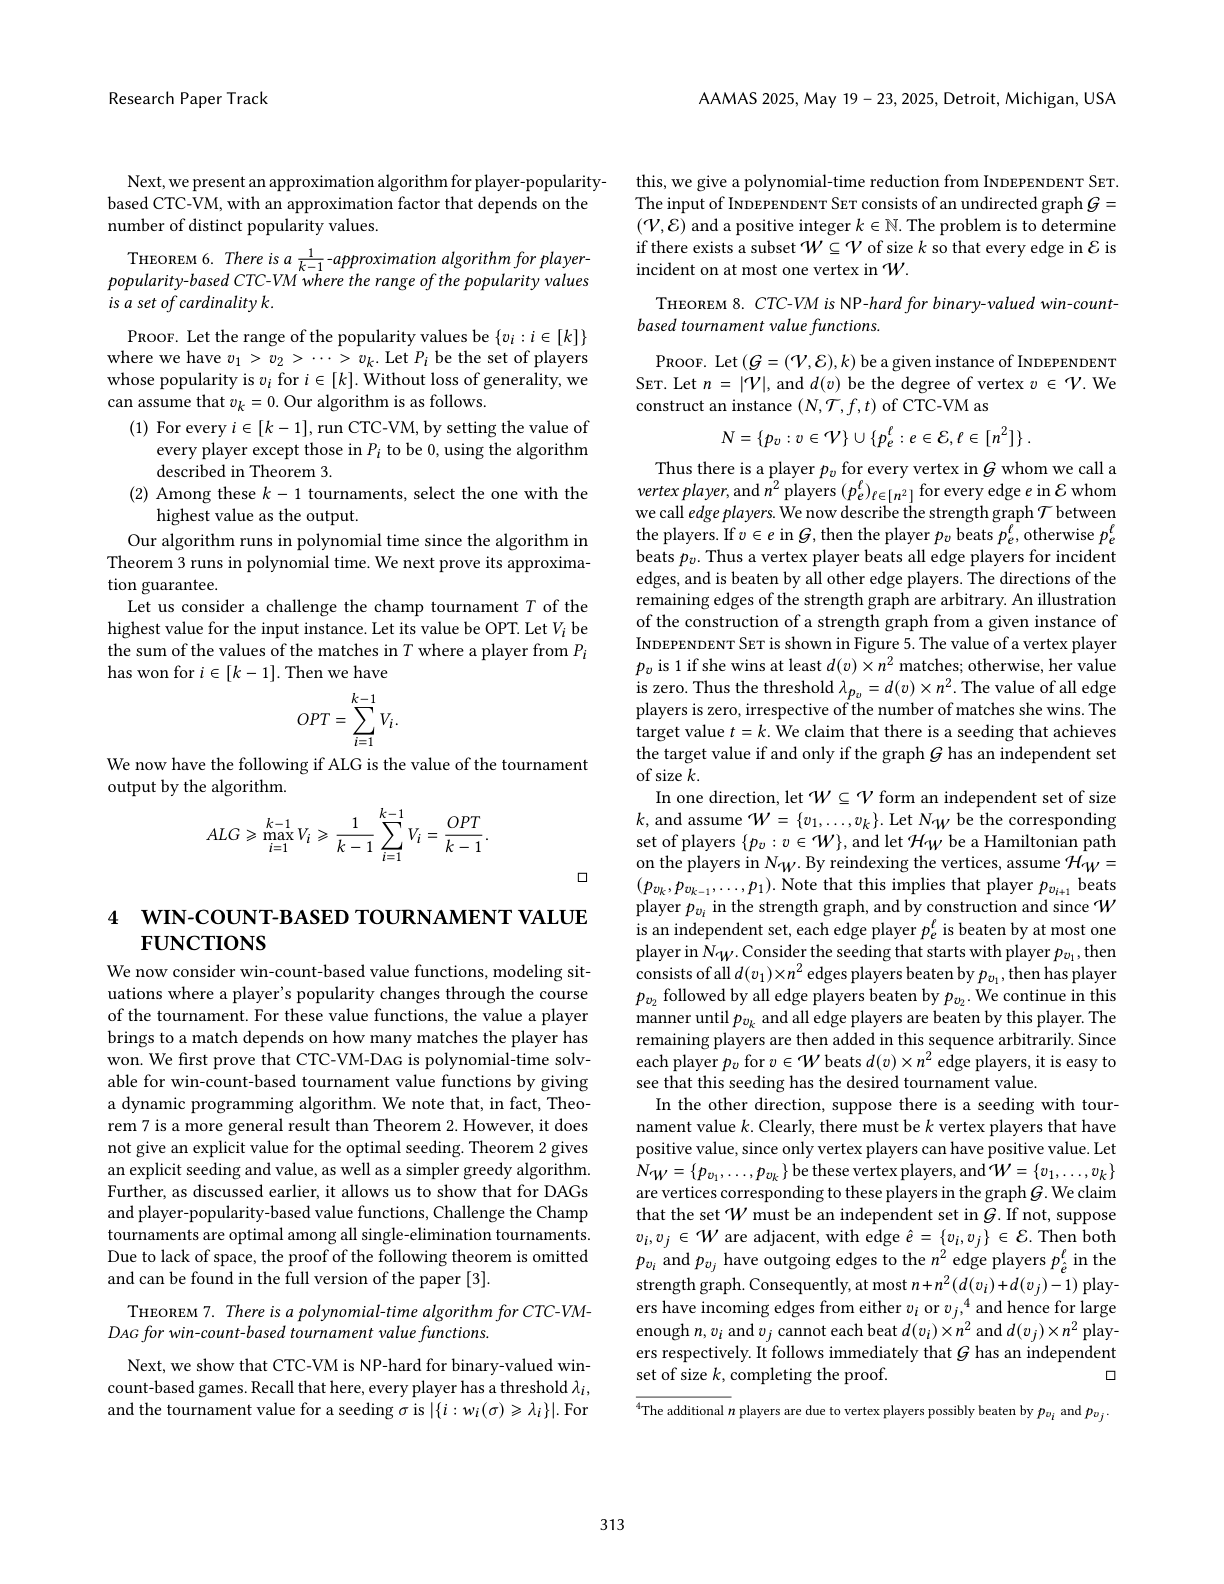 Research Paper Track
AAMAS 2025, May 19 – 23, 2025, Detroit, Michigan, USA
Next, we present an approximation algorithm for player-popularity-
based CTC-VM, with an approximation factor that depends on the
number of distinct popularity values.
Theorem 6. There is a 1/(k−1)-approximation algorithm for player-
popularity-based CTC-VM where the range of the popularity values
is a set of cardinality k.
Proof. Let the range of the popularity values be {v_i : i ∈ [k]}
where we have v_1 > v_2 > · · · > v_k. Let P_i be the set of players
whose popularity is v_i for i ∈ [k]. Without loss of generality, we
can assume that v_k = 0. Our algorithm is as follows.
(1) For every i ∈ [k − 1], run CTC-VM, by setting the value of
every player except those in P_i to be 0, using the algorithm
described in Theorem 3.
(2) Among these k − 1 tournaments, select the one with the
highest value as the output.
Our algorithm runs in polynomial time since the algorithm in
Theorem 3 runs in polynomial time. We next prove its approxima-
tion guarantee.
Let us consider a challenge the champ tournament T of the
highest value for the input instance. Let its value be OPT. Let V_i be
the sum of the values of the matches in T where a player from P_i
has won for i ∈ [k − 1]. Then we have
OPT = ∑_{i=1}^{k−1} V_i.
We now have the following if ALG is the value of the tournament
output by the algorithm.
ALG ⩾ max_{i=1}^{k−1} V_i ⩾ 1/(k − 1) ∑_{i=1}^{k−1} V_i = OPT/(k − 1).
□
4 WIN-COUNT-BASED TOURNAMENT VALUE
FUNCTIONS
We now consider win-count-based value functions, modeling sit-
uations where a player's popularity changes through the course
of the tournament. For these value functions, the value a player
brings to a match depends on how many matches the player has
won. We first prove that CTC-VM-Dag is polynomial-time solv-
able for win-count-based tournament value functions by giving
a dynamic programming algorithm. We note that, in fact, Theo-
rem 7 is a more general result than Theorem 2. However, it does
not give an explicit value for the optimal seeding. Theorem 2 gives
an explicit seeding and value, as well as a simpler greedy algorithm.
Further, as discussed earlier, it allows us to show that for DAGs
and player-popularity-based value functions, Challenge the Champ
tournaments are optimal among all single-elimination tournaments.
Due to lack of space, the proof of the following theorem is omitted
and can be found in the full version of the paper [3].
Theorem 7. There is a polynomial-time algorithm for CTC-VM-
Dag for win-count-based tournament value functions.
Next, we show that CTC-VM is NP-hard for binary-valued win-
count-based games. Recall that here, every player has a threshold λ_i,
and the tournament value for a seeding σ is |{i : w_i(σ) ⩾ λ_i}|. For
this, we give a polynomial-time reduction from Independent Set.
The input of Independent Set consists of an undirected graph 𝒢 =
(𝒱, ℰ) and a positive integer k ∈ ℕ. The problem is to determine
if there exists a subset 𝒲 ⊆ 𝒱 of size k so that every edge in ℰ is
incident on at most one vertex in 𝒲.
Theorem 8. CTC-VM is NP-hard for binary-valued win-count-
based tournament value functions.
Proof. Let (𝒢 = (𝒱, ℰ), k) be a given instance of Independent
Set. Let n = |𝒱|, and d(v) be the degree of vertex v ∈ 𝒱. We
construct an instance (N, 𝒯, f, t) of CTC-VM as
N = {p_v : v ∈ 𝒱} ∪ {p_e^ℓ : e ∈ ℰ, ℓ ∈ [n^2]} .
Thus there is a player p_v for every vertex in 𝒢 whom we call a
vertex player, and n^2 players (p_e^ℓ)_{ℓ∈[n^2]} for every edge e in ℰ whom
we call edge players. We now describe the strength graph 𝒯 between
the players. If v ∈ e in 𝒢, then the player p_v beats p_e^ℓ, otherwise p_e^ℓ
beats p_v. Thus a vertex player beats all edge players for incident
edges, and is beaten by all other edge players. The directions of the
remaining edges of the strength graph are arbitrary. An illustration
of the construction of a strength graph from a given instance of
Independent Set is shown in Figure 5. The value of a vertex player
p_v is 1 if she wins at least d(v) × n^2 matches; otherwise, her value
is zero. Thus the threshold λ_{p_v} = d(v) × n^2. The value of all edge
players is zero, irrespective of the number of matches she wins. The
target value t = k. We claim that there is a seeding that achieves
the target value if and only if the graph 𝒢 has an independent set
of size k.
In one direction, let 𝒲 ⊆ 𝒱 form an independent set of size
k, and assume 𝒲 = {v_1, . . . , v_k}. Let N_𝒲 be the corresponding
set of players {p_v : v ∈ 𝒲}, and let ℋ_𝒲 be a Hamiltonian path
on the players in N_𝒲. By reindexing the vertices, assume ℋ_𝒲 =
(p_{v_k}, p_{v_{k−1}}, . . . , p_1). Note that this implies that player p_{v_{i+1}} beats
player p_{v_i} in the strength graph, and by construction and since 𝒲
is an independent set, each edge player p_e^ℓ is beaten by at most one
player in N_𝒲. Consider the seeding that starts with player p_{v_1}, then
consists of all d(v_1)×n^2 edges players beaten by p_{v_1}, then has player
p_{v_2} followed by all edge players beaten by p_{v_2}. We continue in this
manner until p_{v_k} and all edge players are beaten by this player. The
remaining players are then added in this sequence arbitrarily. Since
each player p_v for v ∈ 𝒲 beats d(v) × n^2 edge players, it is easy to
see that this seeding has the desired tournament value.
In the other direction, suppose there is a seeding with tour-
nament value k. Clearly, there must be k vertex players that have
positive value, since only vertex players can have positive value. Let
N_𝒲 = {p_{v_1}, . . . , p_{v_k}} be these vertex players, and 𝒲 = {v_1, . . . , v_k}
are vertices corresponding to these players in the graph 𝒢. We claim
that the set 𝒲 must be an independent set in 𝒢. If not, suppose
v_i, v_j ∈ 𝒲 are adjacent, with edge ê = {v_i, v_j} ∈ ℰ. Then both
p_{v_i} and p_{v_j} have outgoing edges to the n^2 edge players p_ê^ℓ in the
strength graph. Consequently, at most n+n^2(d(v_i)+d(v_j)−1) play-
ers have incoming edges from either v_i or v_j,^4 and hence for large
enough n, v_i and v_j cannot each beat d(v_i)×n^2 and d(v_j)×n^2 play-
ers respectively. It follows immediately that 𝒢 has an independent
set of size k, completing the proof. □
^4The additional n players are due to vertex players possibly beaten by p_{v_i} and p_{v_j}.
313